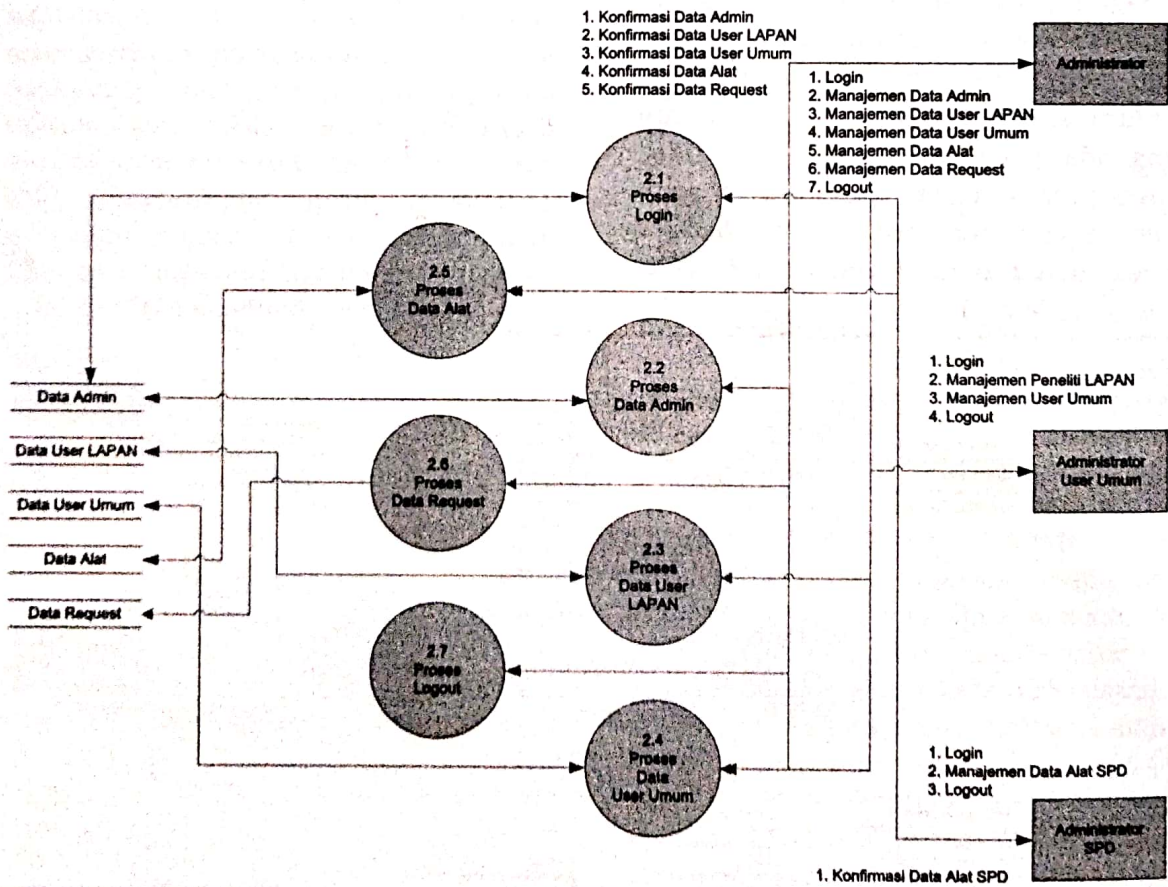 1. Konfirmasi Data Admin
2. Konfirmasi Data User LAPAN
3. Konfirmasi Data User Umum
4. Konfirmasi Data Alat
5. Konfirmasi Data Request
Administrator
1. Login
2. Manajemen Data Admin
3. Manajemen Data User LAPAN
4. Manajemen Data User Umum
5. Manajemen Data Alat
6. Manajemen Data Request
7. Logout
2.1
Proses
Login
2.5
Proses
Data Alat
2.2
Proses
Data Admin
2.6
Proses
Data Request
2.3
Proses
Data User
LAPAN
2.7
Proses
Logout
2.4
Proses
Data
User Umum
Data Admin
Data User LAPAN
Data User Umum
Data Alat
Data Request
1. Login
2. Manajemen Peneliti LAPAN
3. Manajemen User Umum
4. Logout
Administrator
User Umum
1. Login
2. Manajemen Data Alat SPD
3. Logout
Administrator
SPD
1. Konfirmasi Data Alat SPD